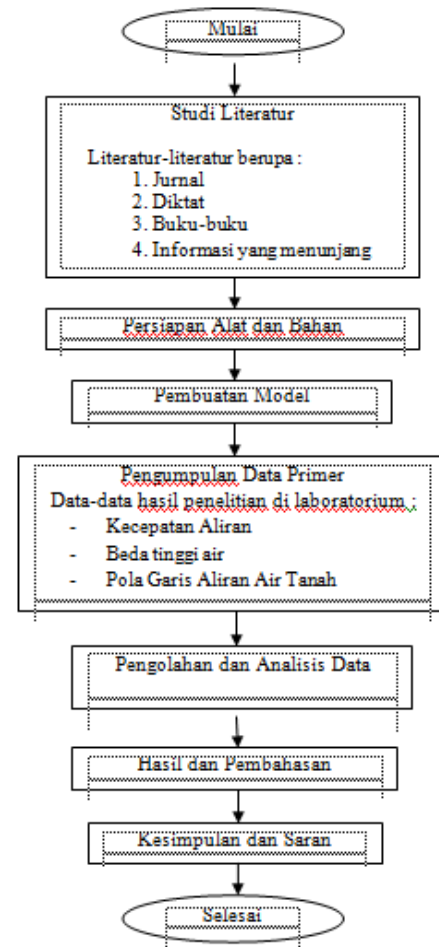 Mulai
Studi Literatur
Literatur-literatur berupa :
1. Jurnal
2. Diktat
3. Buku-buku
4. Informasi yang menunjang
Persiapan Alat dan Bahan
Pembuatan Model
Pengumpulan Data Primer
Data-data hasil penelitian di laboratorium :
- Kecepatan Aliran
- Beda tinggi air
- Pola Garis Aliran Air Tanah
Pengolahan dan Analisis Data
Hasil dan Pembahasan
Kesimpulan dan Saran
Selesai